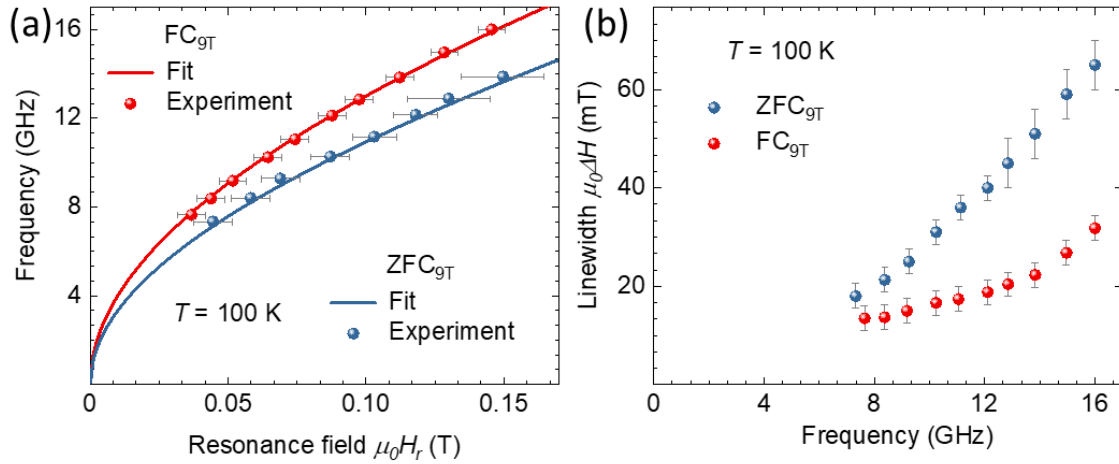 (a)
FC9T
Fit
Experiment
ZFC9T
Fit
Experiment
T = 100 K
16
12
8
4
0
0.05
0.10
0.15
Frequency (GHz)
Resonance field μ0Hr (T)
(b)
T = 100 K
ZFC9T
FC9T
60
40
20
0
4
8
12
16
Linewidth μ0ΔH (mT)
Frequency (GHz)